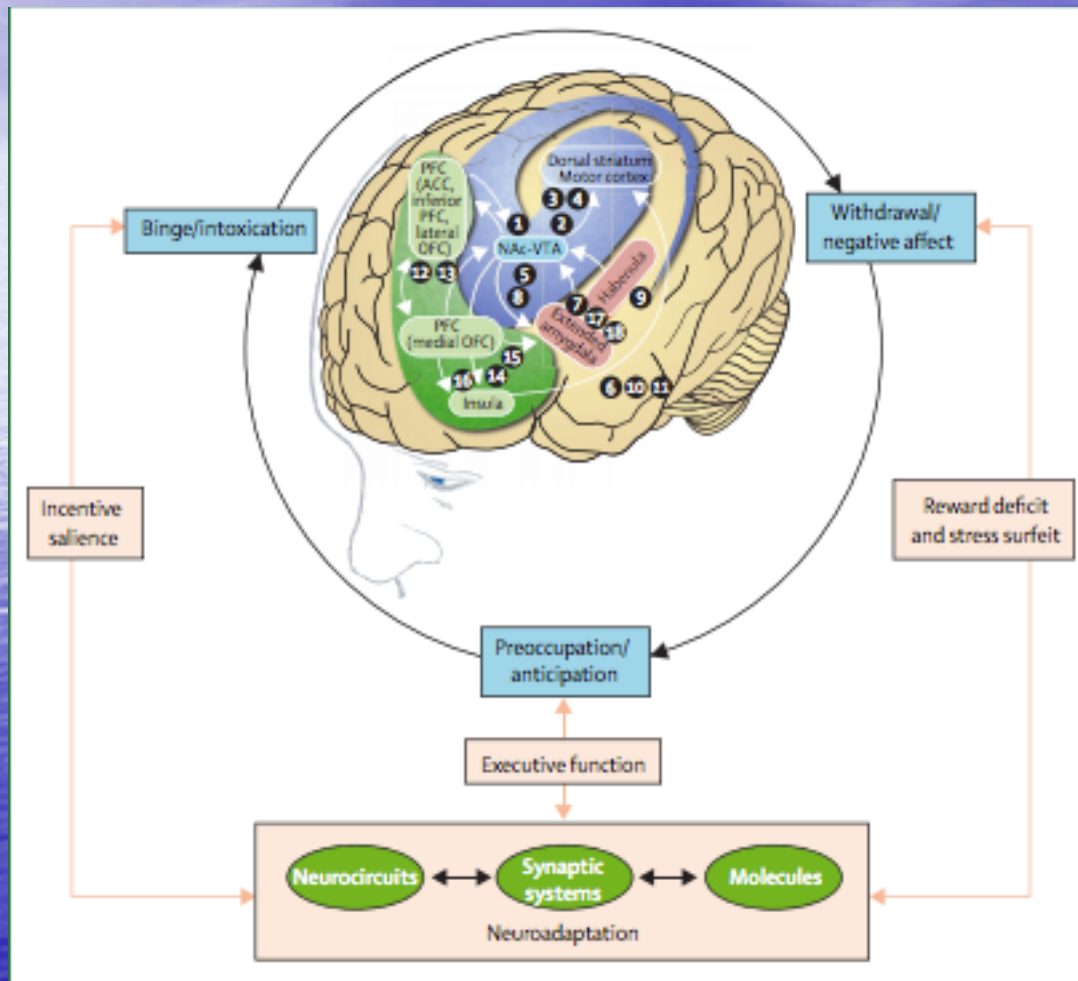 PFC
(ACC,
inferior
PFC,
lateral
OFC)
12 13
Dorsal striatum
Motor cortex
3 4
1 2
NAc-VTA
5
8
Habenula
7 9
17
18
Extended
amygdala
PFC
(medial OFC)
15
16 14
Insula
6 10 11
Binge/intoxication
Withdrawal/
negative affect
Incentive
salience
Reward deficit
and stress surfeit
Preoccupation/
anticipation
Executive function
Neurocircuits
Synaptic
systems
Molecules
Neuroadaptation